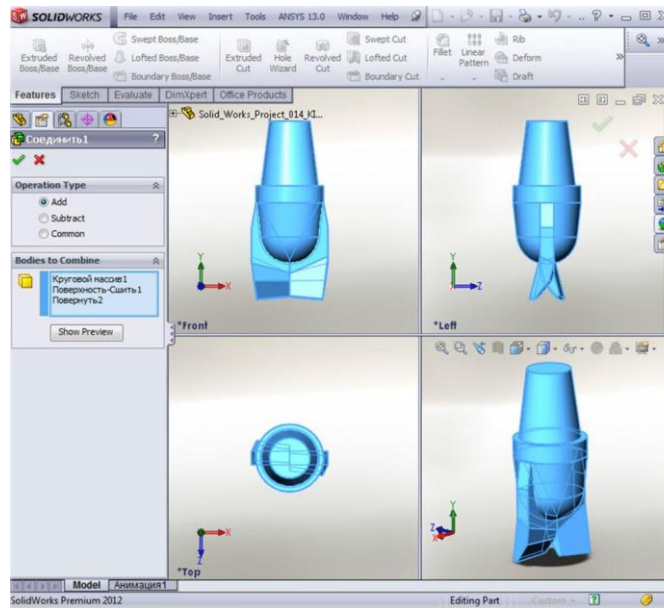 SOLIDWORKS File Edit View Insert Tools ANSYS 13.0 Window Help
Extruded Boss/Base
Revolved Boss/Base
Swept Boss/Base
Lofted Boss/Base
Boundary Boss/Base
Extruded Cut
Hole Wizard
Revolved Cut
Swept Cut
Lofted Cut
Boundary Cut
Fillet
Linear Pattern
Rib
Deform
Draft
Features Sketch Evaluate DimXpert Office Products
Solid_Works_Project_014_KI...
Соединить1 ?
Operation Type
Add
Subtract
Common
Bodies to Combine
Круговой массив1
Поверхность-Сшить1
Повернуть2
Show Preview
Y
X
*Front
Y
Z
*Left
X
Z
*Top
Y
Z
X
Model Анимация1
SolidWorks Premium 2012 Editing Part Custom